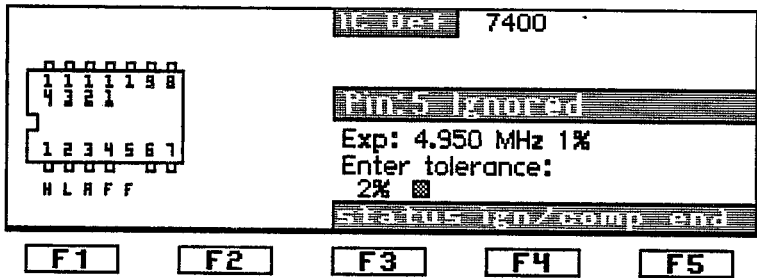 IC Def 7400
1 1 1 1 1 9 8
4 3 2 1 0
1 2 3 4 5 6 7
H L A F F
Pin:5 Ignored
Exp: 4.950 MHz 1%
Enter tolerance:
2%
status ign/comp end
F1 F2 F3 F4 F5